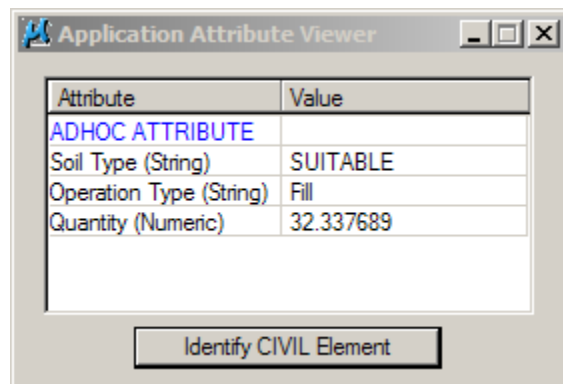 Application Attribute Viewer
Attribute Value
ADHOC ATTRIBUTE
Soil Type (String) SUITABLE
Operation Type (String) Fill
Quantity (Numeric) 32.337689
Identify CIVIL Element